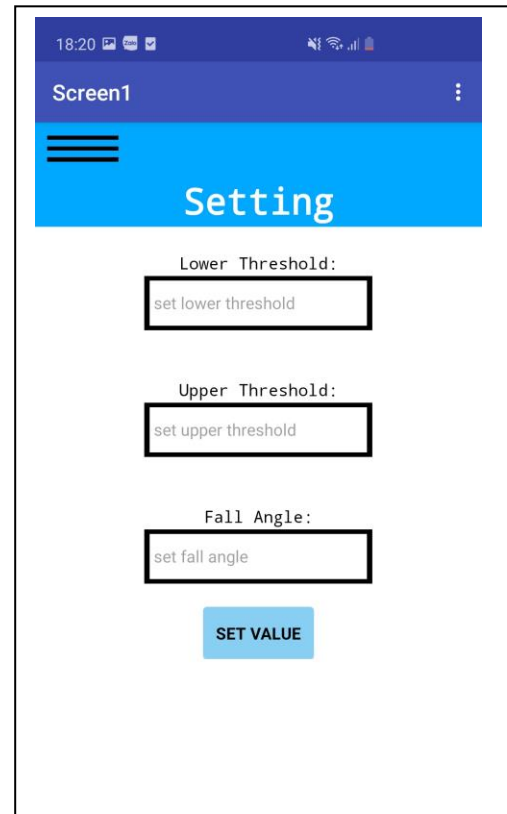 18:20 Zalo
Screen1
Setting
Lower Threshold:
set lower threshold
Upper Threshold:
set upper threshold
Fall Angle:
set fall angle
SET VALUE